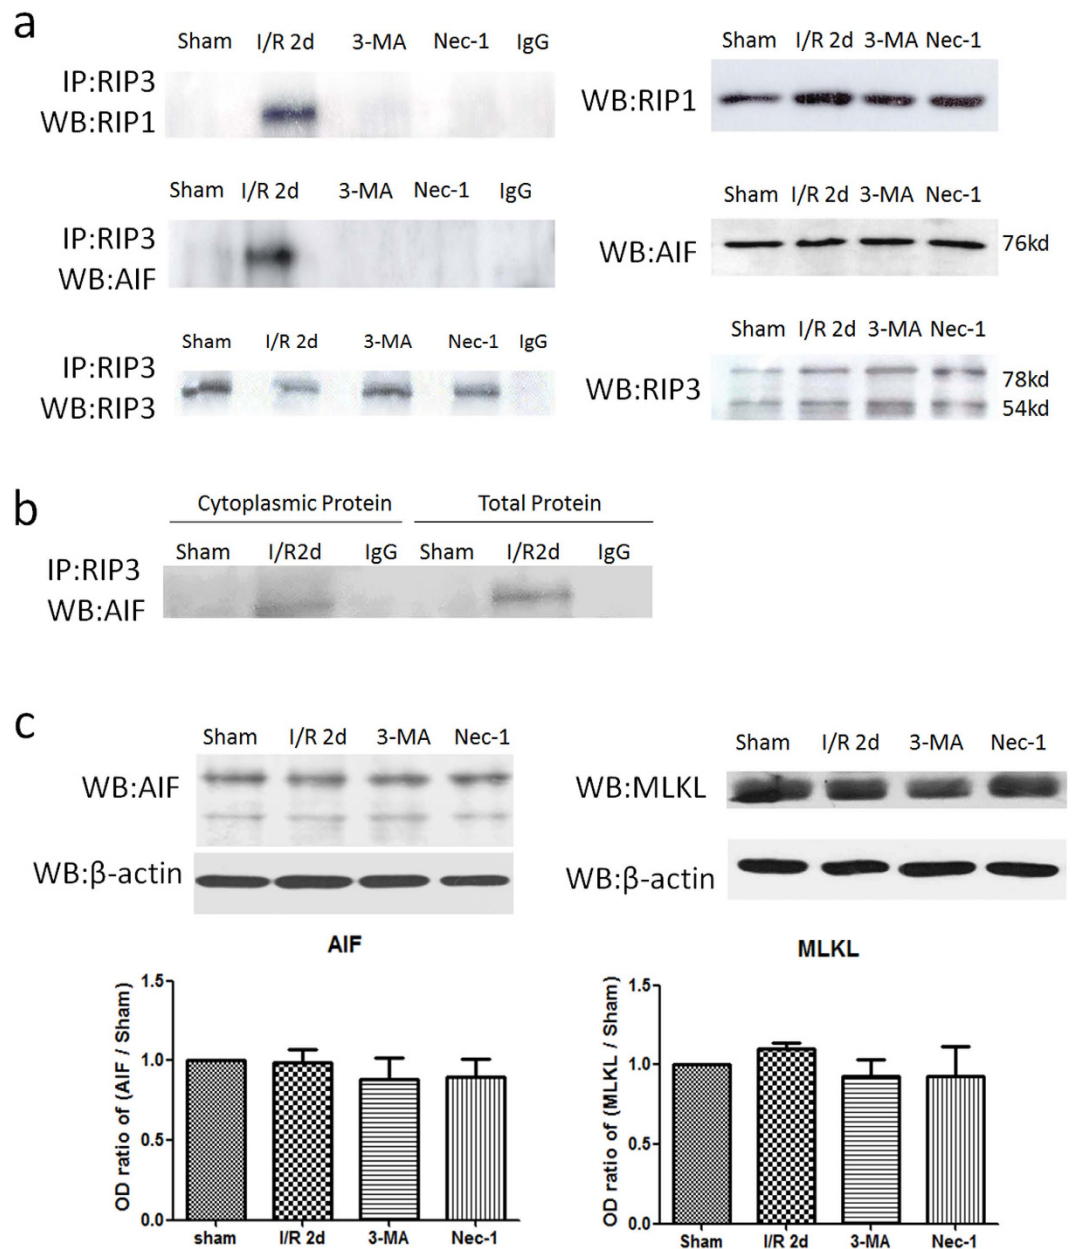 a
Sham I/R 2d 3-MA Nec-1 IgG
IP:RIP3
WB:RIP1
Sham I/R 2d 3-MA Nec-1
WB:RIP1
Sham I/R 2d 3-MA Nec-1 IgG
IP:RIP3
WB:AIF
Sham I/R 2d 3-MA Nec-1
WB:AIF
76kd
Sham I/R 2d 3-MA Nec-1 IgG
IP:RIP3
WB:RIP3
Sham I/R 2d 3-MA Nec-1
WB:RIP3
78kd
54kd
b
Cytoplasmic Protein Total Protein
Sham I/R2d IgG Sham I/R2d IgG
IP:RIP3
WB:AIF
c
Sham I/R 2d 3-MA Nec-1
WB:AIF
WB:β-actin
Sham I/R 2d 3-MA Nec-1
WB:MLKL
WB:β-actin
AIF
OD ratio of (AIF / Sham)
1.5
1.0
0.5
0.0
sham I/R 2d 3-MA Nec-1
MLKL
OD ratio of (MLKL / Sham)
1.5
1.0
0.5
0.0
Sham I/R 2d 3-MA Nec-1